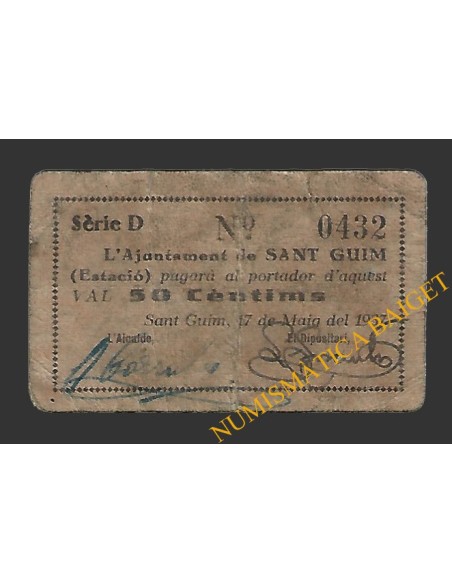 Sèrie D Nº 0432
L'Ajuntament de SANT GUIM
(Estació) pagarà al portador d'aquest
VAL 50 Cèntims
Sant Guim, 17 de Maig del
L'Alcalde, El Dipositari,
NUMISMATICA BAIGET